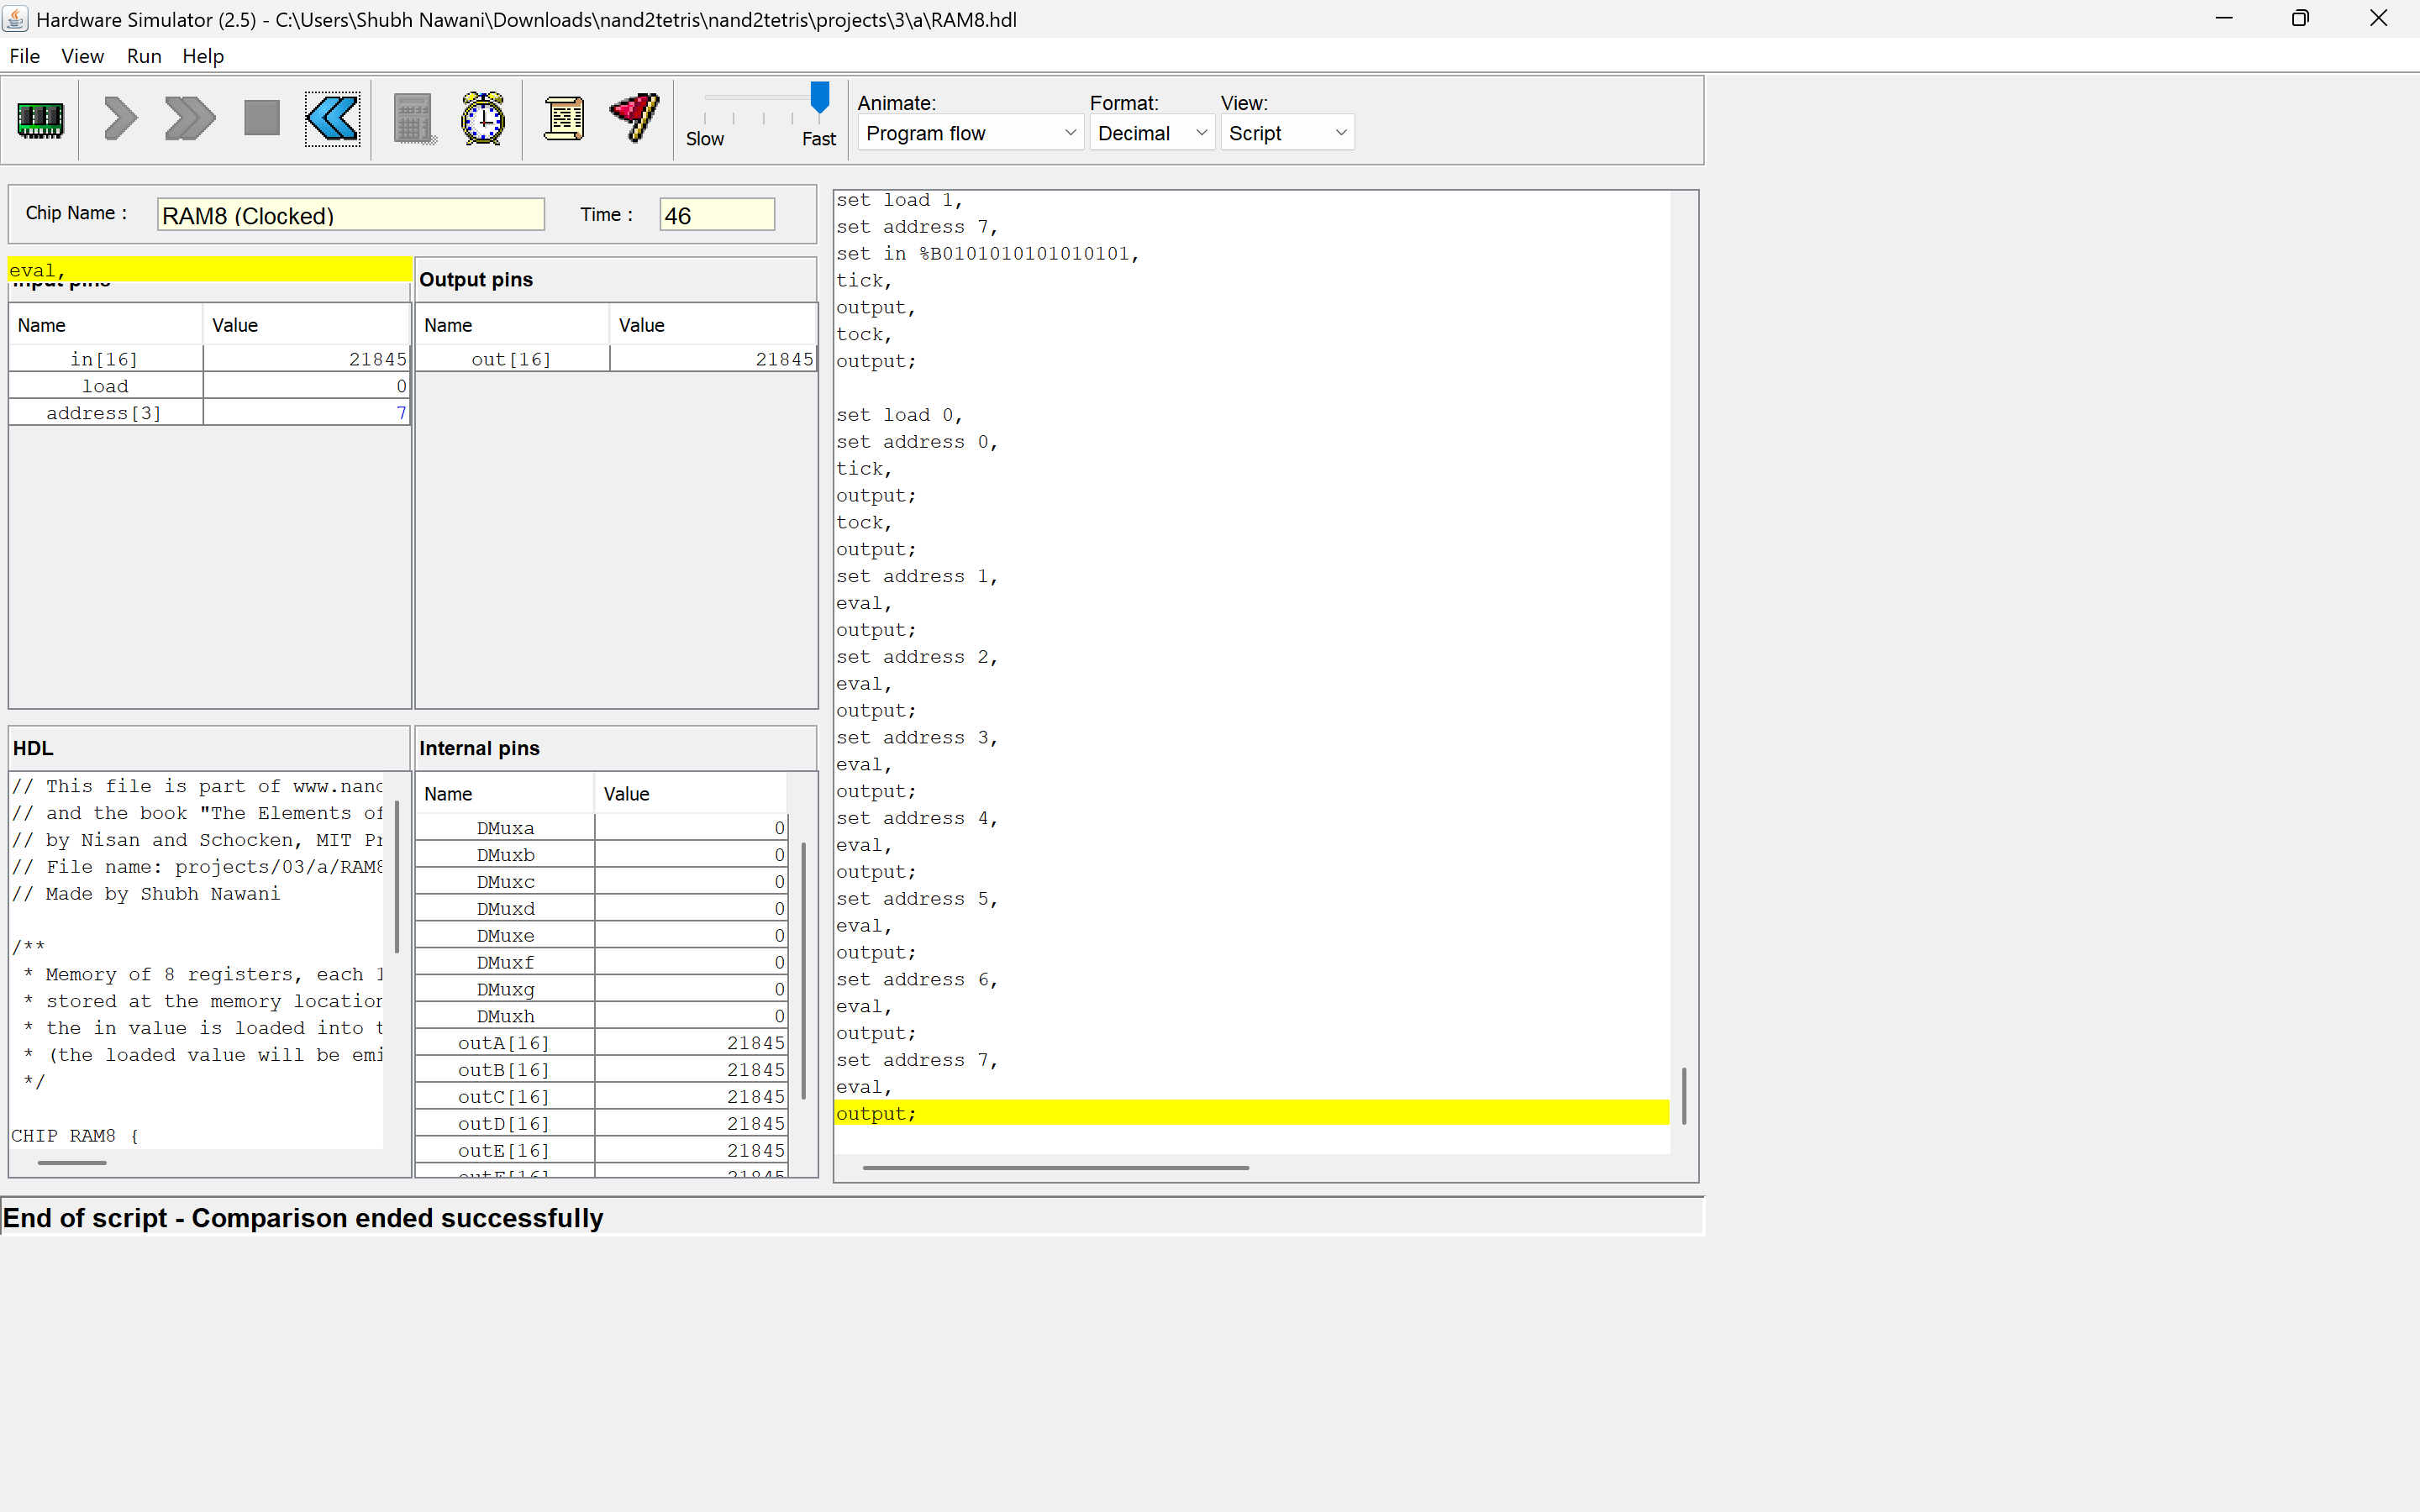 Hardware Simulator (2.5) - C:\Users\Shubh Nawani\Downloads\nand2tetris\nand2tetris\projects\3\a\RAM8.hdl
File View Run Help
Slow Fast
Animate: Format: View:
Program flow Decimal Script
Chip Name : RAM8 (Clocked) Time : 46
eval,
Output pins
Name Value
in[16] 21845
load 0
address[3] 7
Name Value
out[16] 21845
HDL
// This file is part of www.nand
// and the book "The Elements of
// by Nisan and Schocken, MIT Pr
// File name: projects/03/a/RAM8
// Made by Shubh Nawani
/**
* Memory of 8 registers, each 1
* stored at the memory location
* the in value is loaded into t
* (the loaded value will be emi
*/
CHIP RAM8 {
Internal pins
Name Value
DMuxa 0
DMuxb 0
DMuxc 0
DMuxd 0
DMuxe 0
DMuxf 0
DMuxg 0
DMuxh 0
outA[16] 21845
outB[16] 21845
outC[16] 21845
outD[16] 21845
outE[16] 21845
set load 1,
set address 7,
set in %B0101010101010101,
tick,
output,
tock,
output;
set load 0,
set address 0,
tick,
output;
tock,
output;
set address 1,
eval,
output;
set address 2,
eval,
output;
set address 3,
eval,
output;
set address 4,
eval,
output;
set address 5,
eval,
output;
set address 6,
eval,
output;
set address 7,
eval,
output;
End of script - Comparison ended successfully